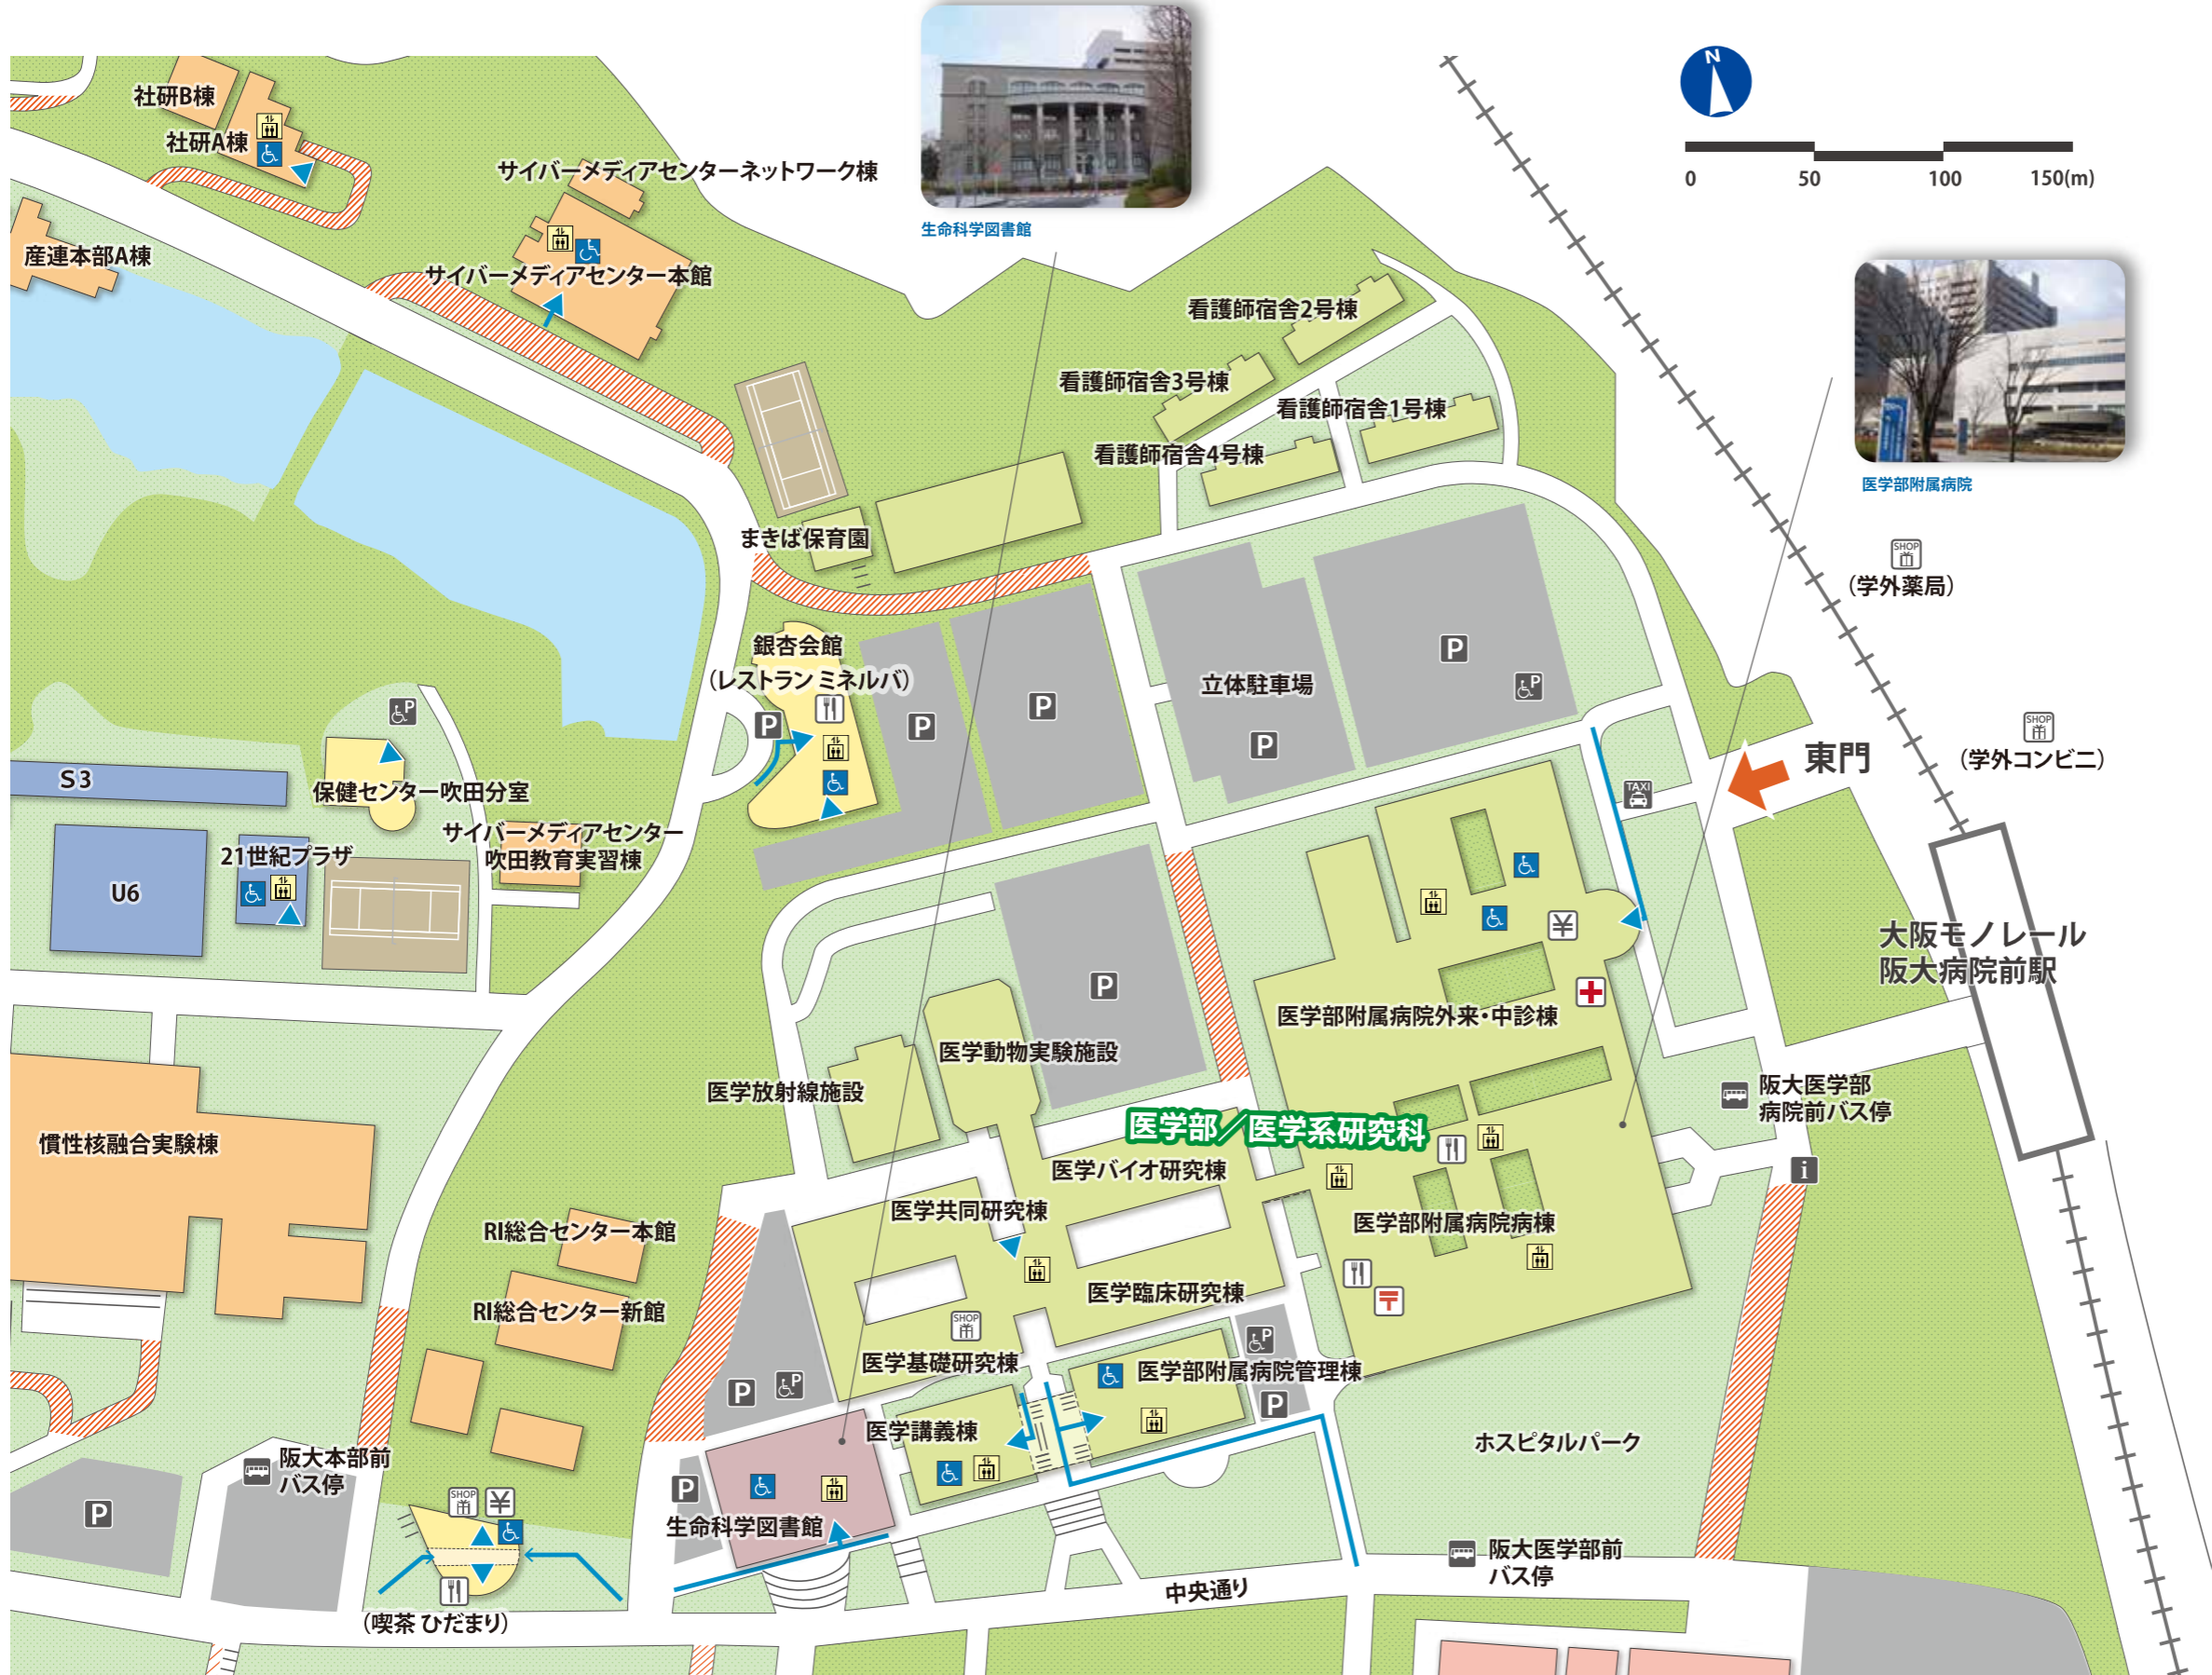 N
0 50 100 150(m)
生命科学図書館
医学部附属病院
社研B棟
社研A棟
サイバーメディアセンターネットワーク棟
産連本部A棟
サイバーメディアセンター本館
看護師宿舎2号棟
看護師宿舎3号棟
看護師宿舎1号棟
看護師宿舎4号棟
まきば保育園
SHOP
(学外薬局)
銀杏会館
(レストラン ミネルバ)
P
P
P
P
立体駐車場
P
P
P
SHOP
(学外コンビニ)
東門
TAXI
S3
保健センター吹田分室
サイバーメディアセンター
吹田教育実習棟
21世紀プラザ
U6
¥
大阪モノレール
阪大病院前駅
P
医学部附属病院外来・中診棟
医学動物実験施設
医学放射線施設
阪大医学部
病院前バス停
医学部／医学系研究科
慣性核融合実験棟
医学バイオ研究棟
i
医学共同研究棟
医学部附属病院病棟
RI総合センター本館
RI総合センター新館
医学臨床研究棟
〒
SHOP
医学基礎研究棟
P
医学部附属病院管理棟
P
P
P
医学講義棟
ホスピタルパーク
阪大本部前
バス停
P
P
SHOP
¥
生命科学図書館
阪大医学部前
バス停
中央通り
(喫茶 ひだまり)